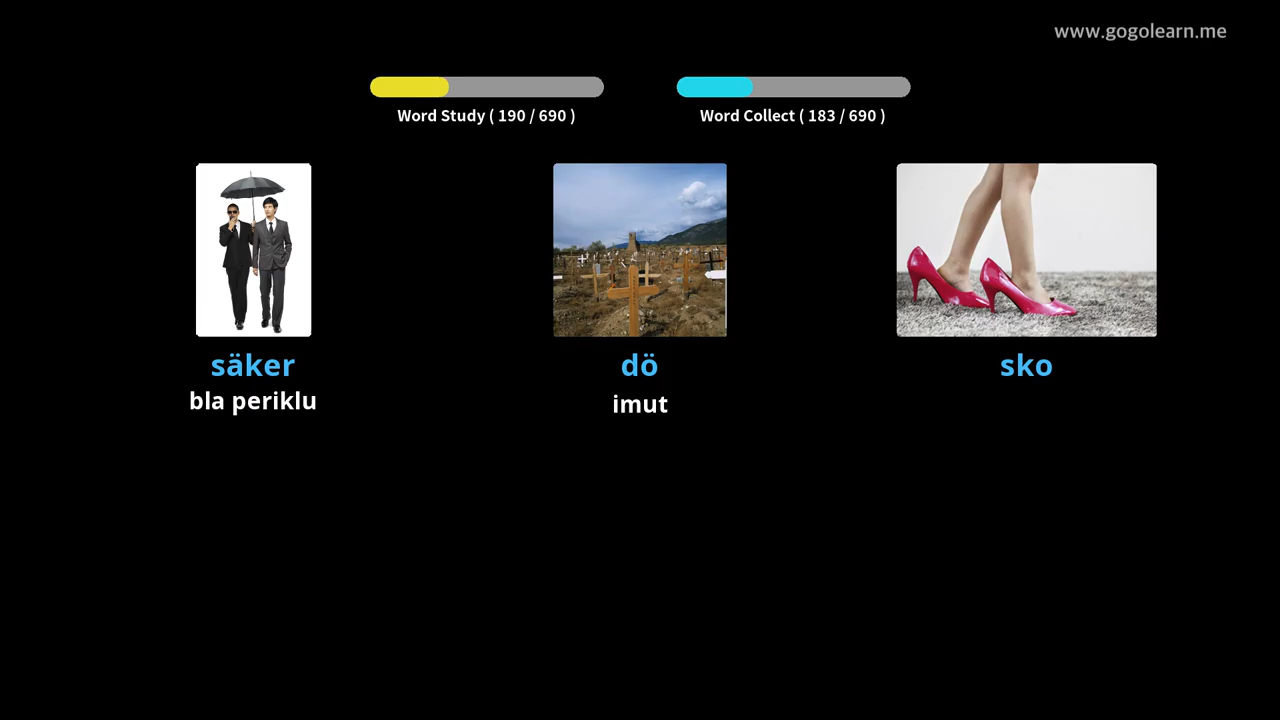 www.gogolearn.me
Word Study ( 190 / 690 )
Word Collect ( 183 / 690 )
säker
bla periklu
dö
imut
sko